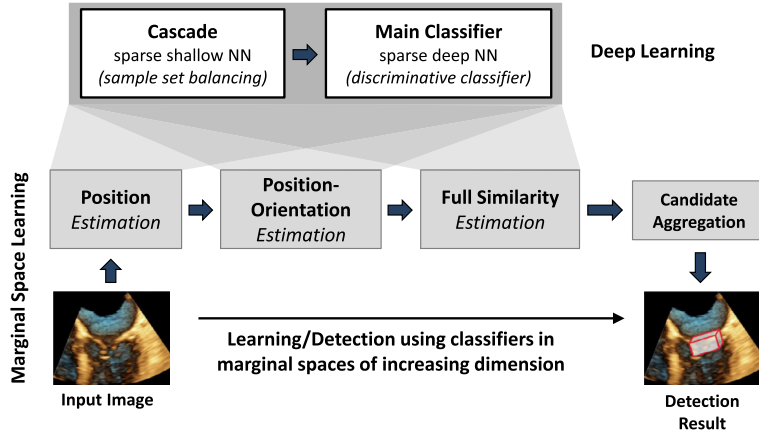 Cascade
sparse shallow NN
(sample set balancing)
Main Classifier
sparse deep NN
(discriminative classifier)
Deep Learning
Marginal Space Learning
Position
Estimation
Position-
Orientation
Estimation
Full Similarity
Estimation
Candidate
Aggregation
Learning/Detection using classifiers in
marginal spaces of increasing dimension
Input Image
Detection
Result